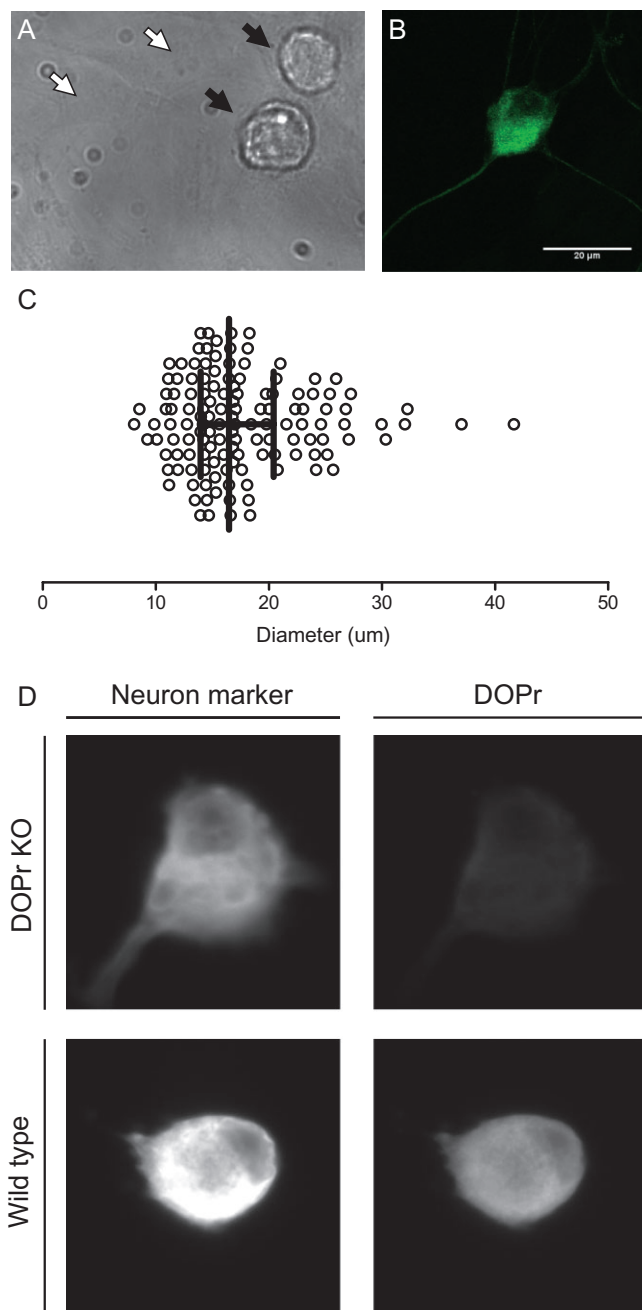 A
B
20 µm
C
0 10 20 30 40 50
Diameter (um)
D
Neuron marker
DOPr
DOPr KO
Wild type